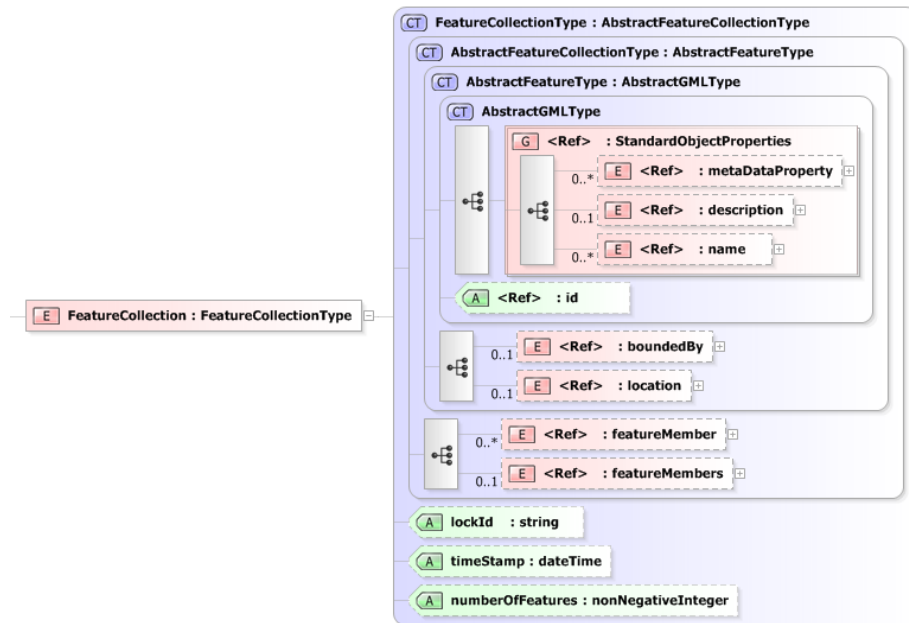 CT FeatureCollectionType : AbstractFeatureCollectionType
CT AbstractFeatureCollectionType : AbstractFeatureType
CT AbstractFeatureType : AbstractGMLType
CT AbstractGMLType
G <Ref> : StandardObjectProperties
0..* E <Ref> : metaDataProperty
0..1 E <Ref> : description
0..* E <Ref> : name
A <Ref> : id
E FeatureCollection : FeatureCollectionType
0..1 E <Ref> : boundedBy
0..1 E <Ref> : location
0..* E <Ref> : featureMember
0..1 E <Ref> : featureMembers
A lockId : string
A timeStamp : dateTime
A numberOfFeatures : nonNegativeInteger